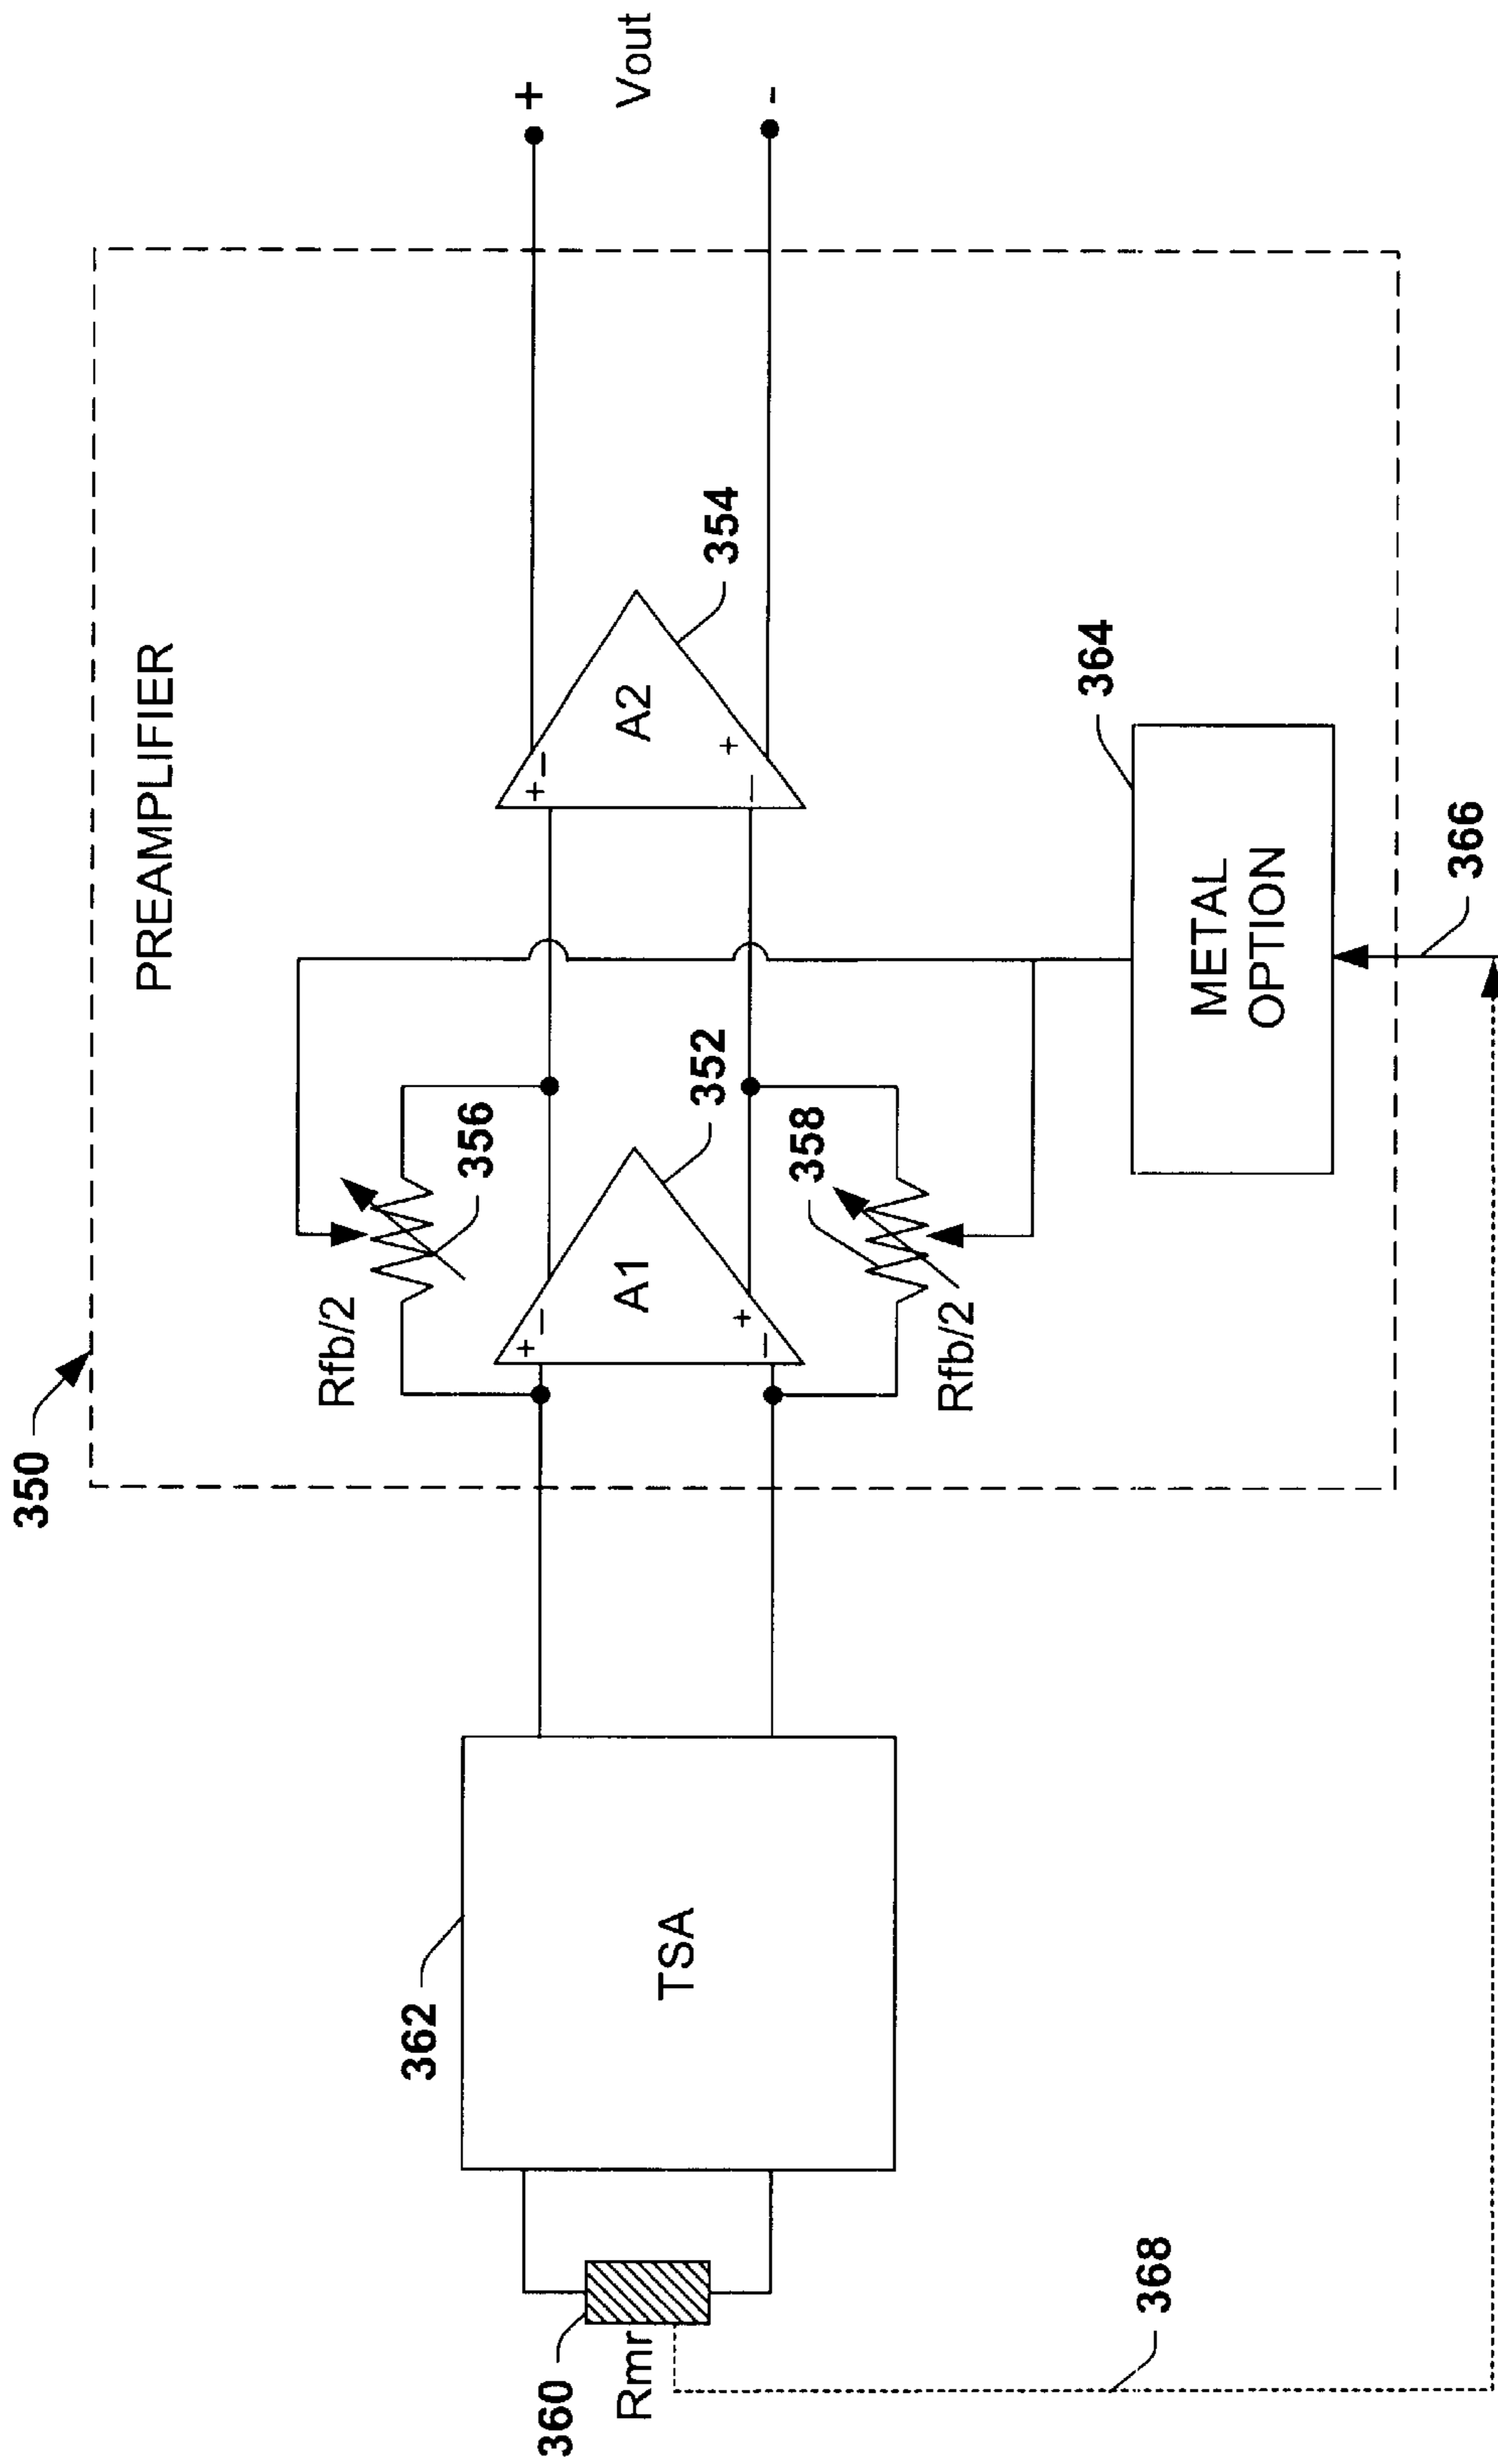 350
PREAMPLIFIER
Rfb/2
356
+
−
A1
+
−
352
358
Rfb/2
+
−
A2
+
−
354
+
Vout
-
362
TSA
360
Rmr
364
METAL
OPTION
366
368